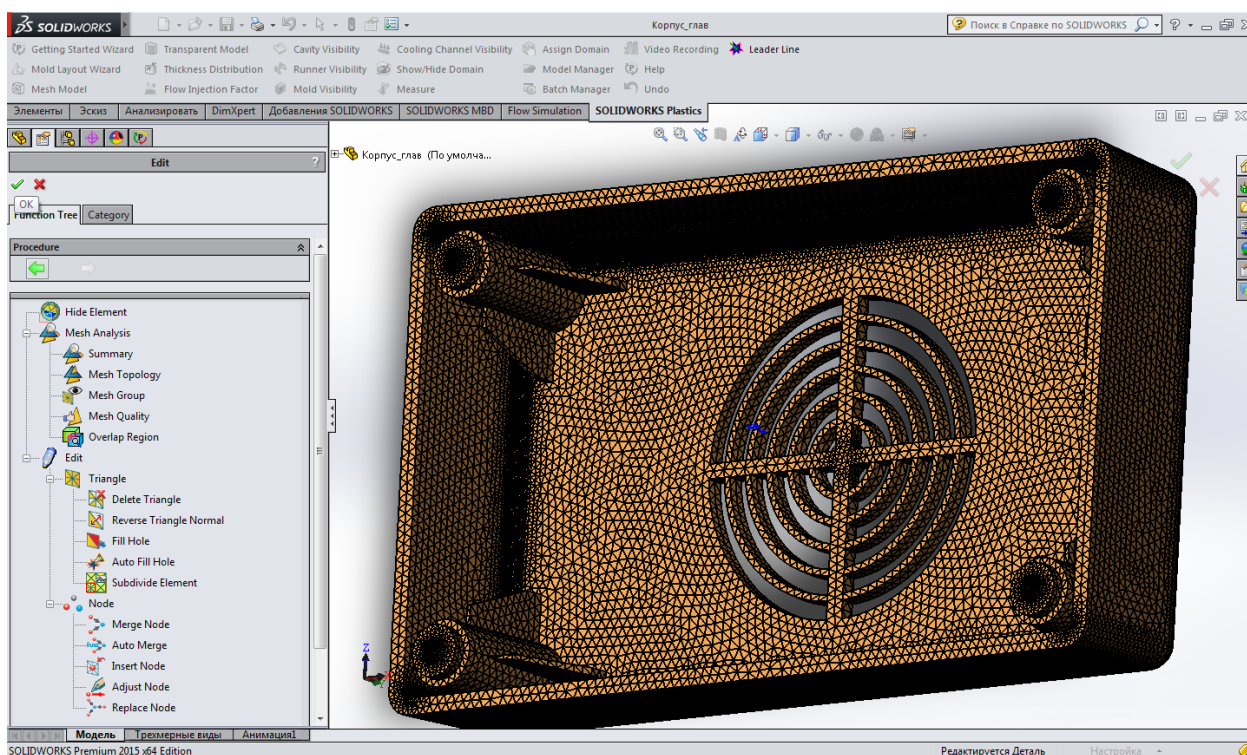 SOLIDWORKS
Корпус_глав
Поиск в Справке по SOLIDWORKS
Getting Started Wizard Transparent Model Cavity Visibility Cooling Channel Visibility Assign Domain Video Recording Leader Line
Mold Layout Wizard Thickness Distribution Runner Visibility Show/Hide Domain Model Manager Help
Mesh Model Flow Injection Factor Mold Visibility Measure Batch Manager Undo
Элементы Эскиз Анализировать DimXpert Добавления SOLIDWORKS SOLIDWORKS MBD Flow Simulation SOLIDWORKS Plastics
Корпус_глав (По умолча...
Edit ?
OK
Function Tree Category
Procedure
Hide Element
Mesh Analysis
Summary
Mesh Topology
Mesh Group
Mesh Quality
Overlap Region
Edit
Triangle
Delete Triangle
Reverse Triangle Normal
Fill Hole
Auto Fill Hole
Subdivide Element
Node
Merge Node
Auto Merge
Insert Node
Adjust Node
Replace Node
Z
Модель Трехмерные виды Анимация1
SOLIDWORKS Premium 2015 x64 Edition Редактируется Деталь Настройка